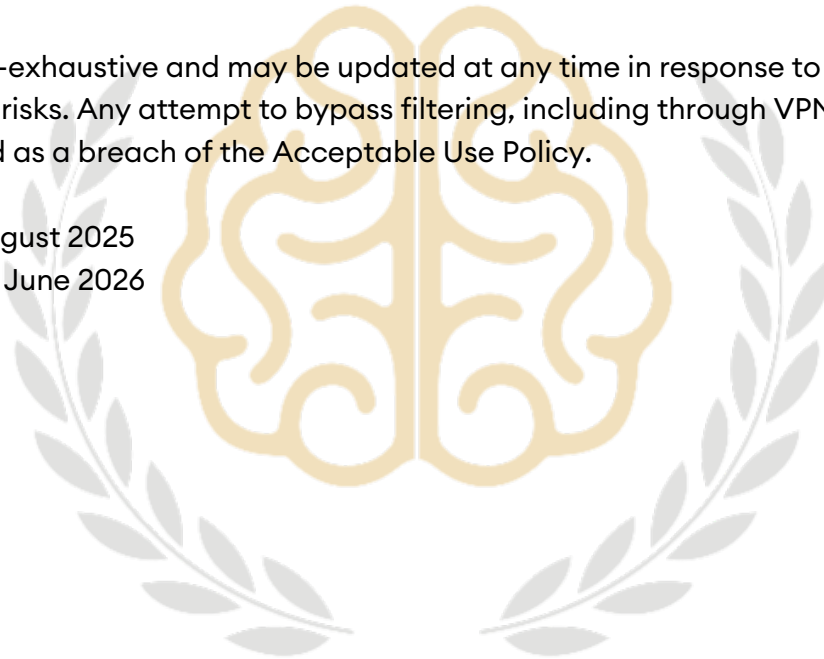 -exhaustive and may be updated at any time in response to
risks. Any attempt to bypass filtering, including through VPN
d as a breach of the Acceptable Use Policy.
gust 2025
June 2026